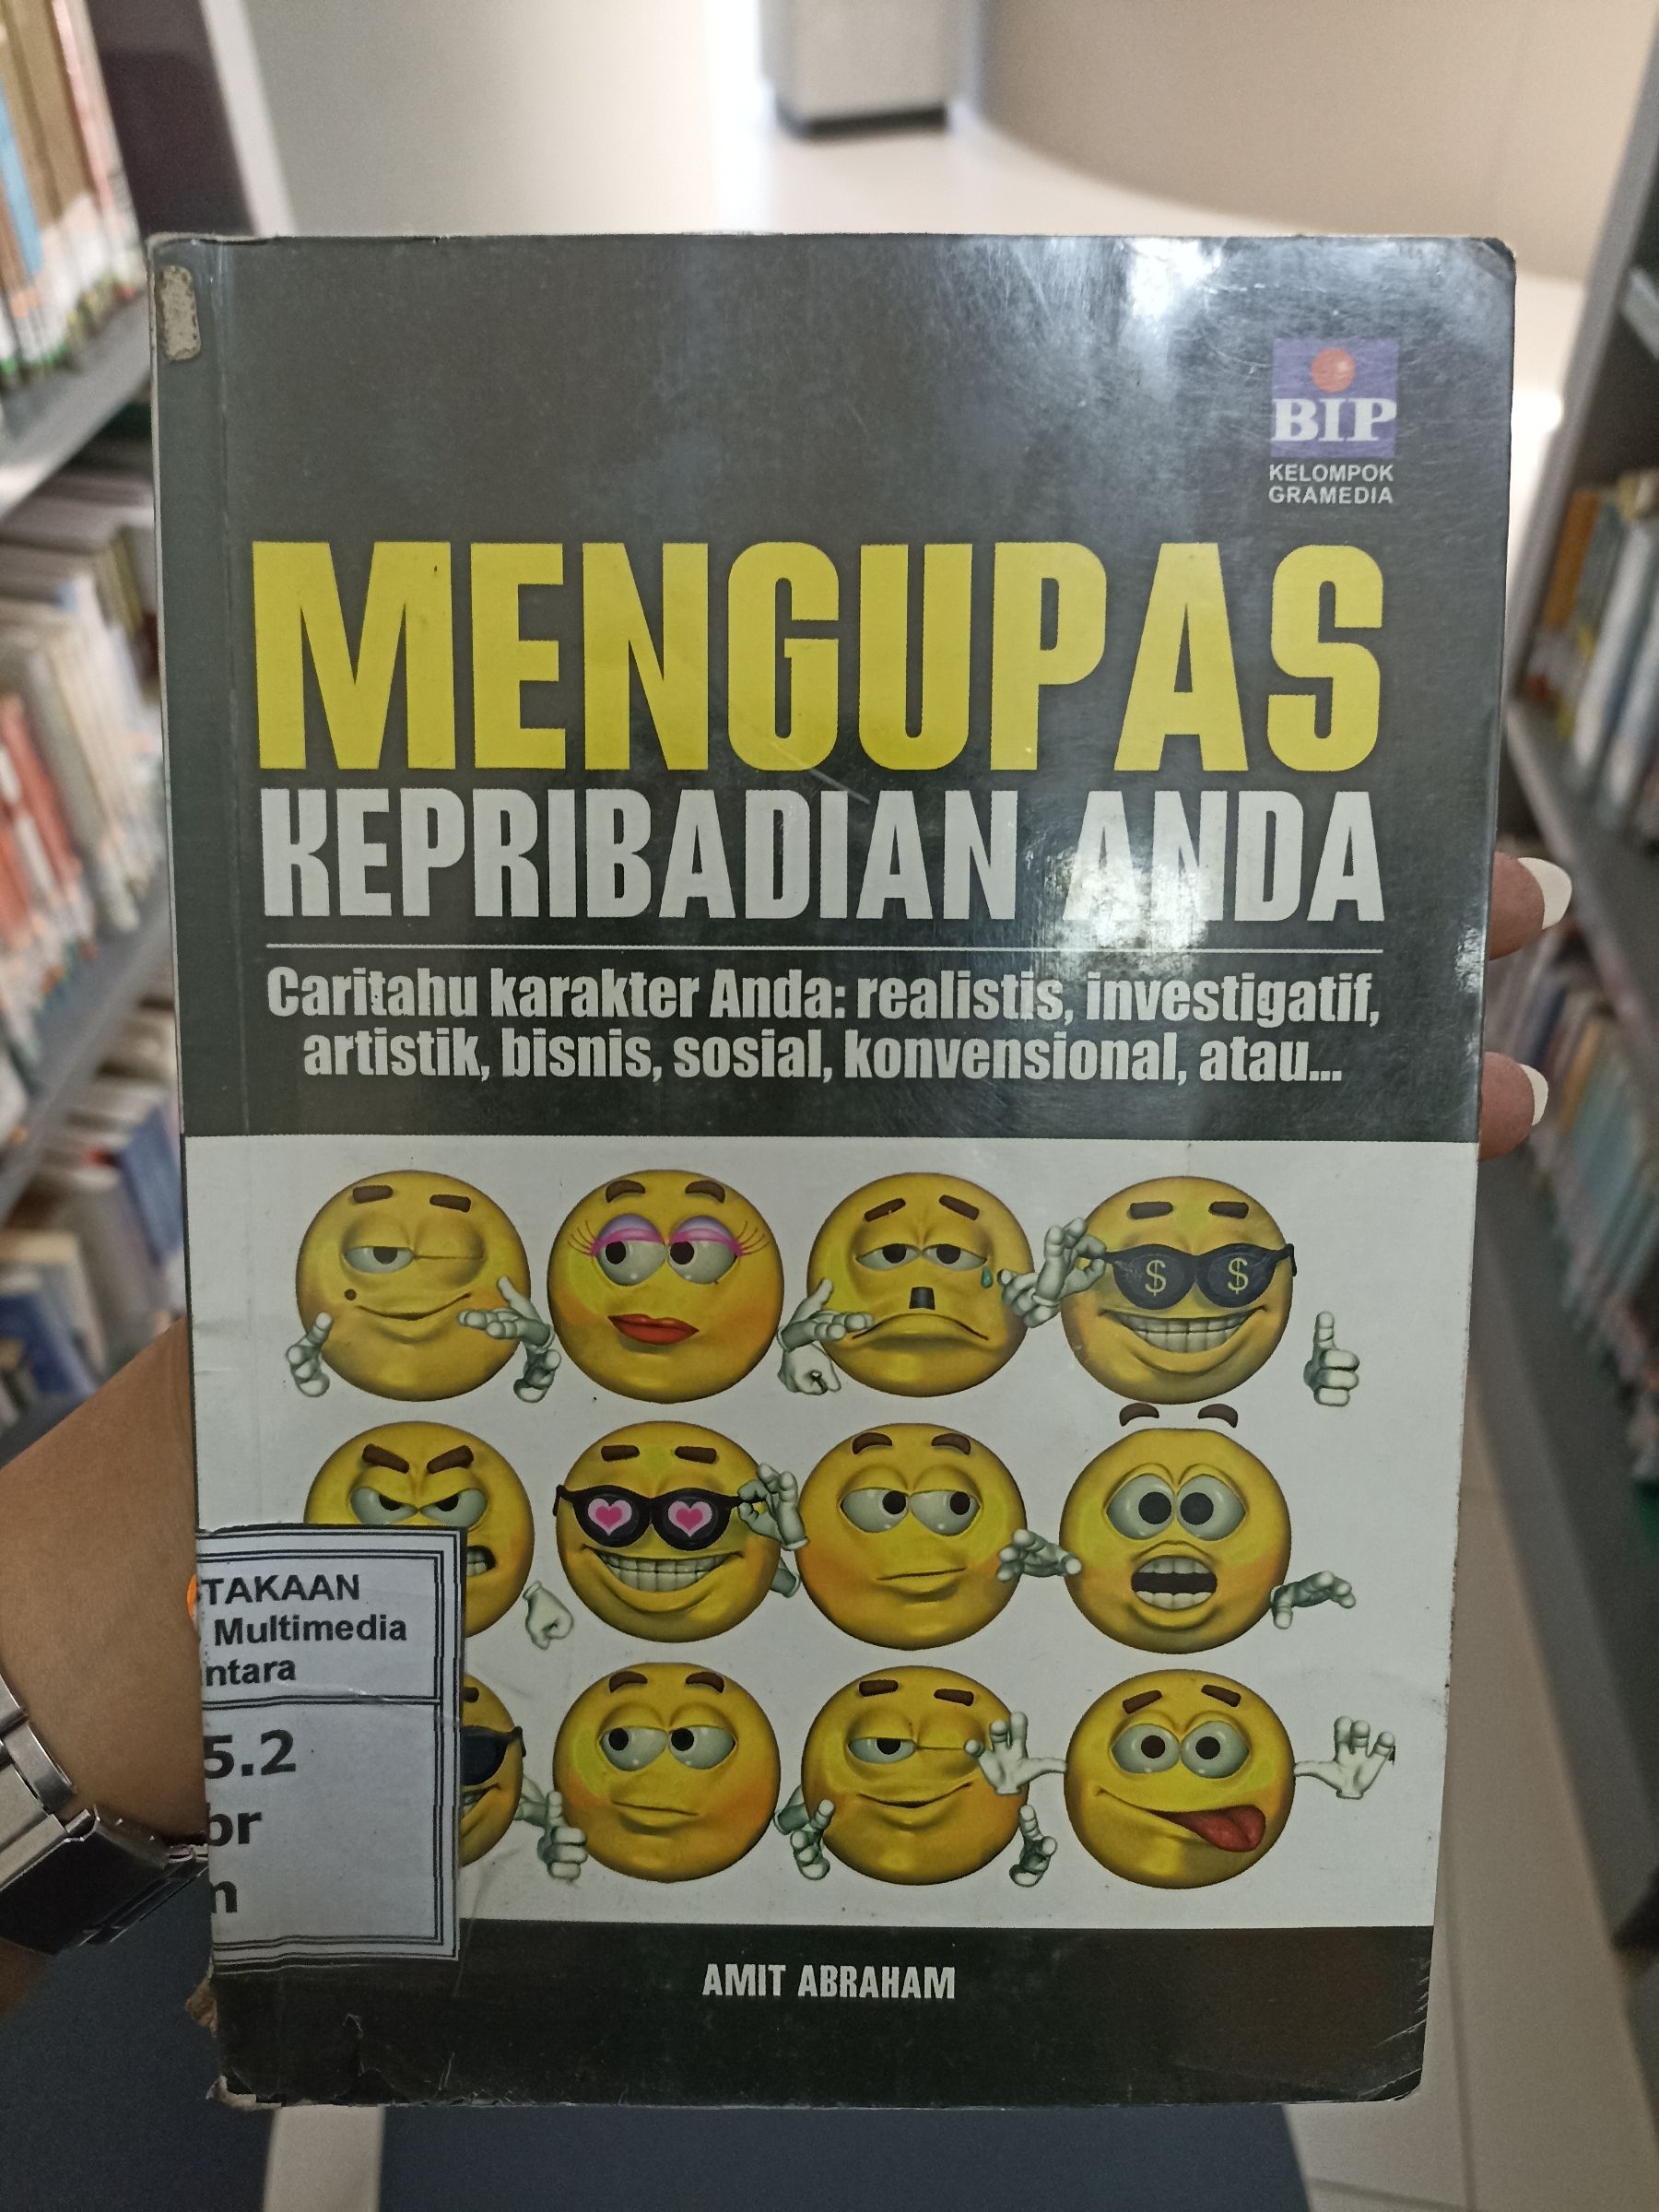 BIP
KELOMPOK
GRAMEDIA
MENGUPAS
KEPRIBADIAN ANDA
Caritahu karakter Anda: realistis, investigatif,
artistik, bisnis, sosial, konvensional, atau...
$ $
TAKAAN
Multimedia
ntara
5.2
br
m
AMIT ABRAHAM